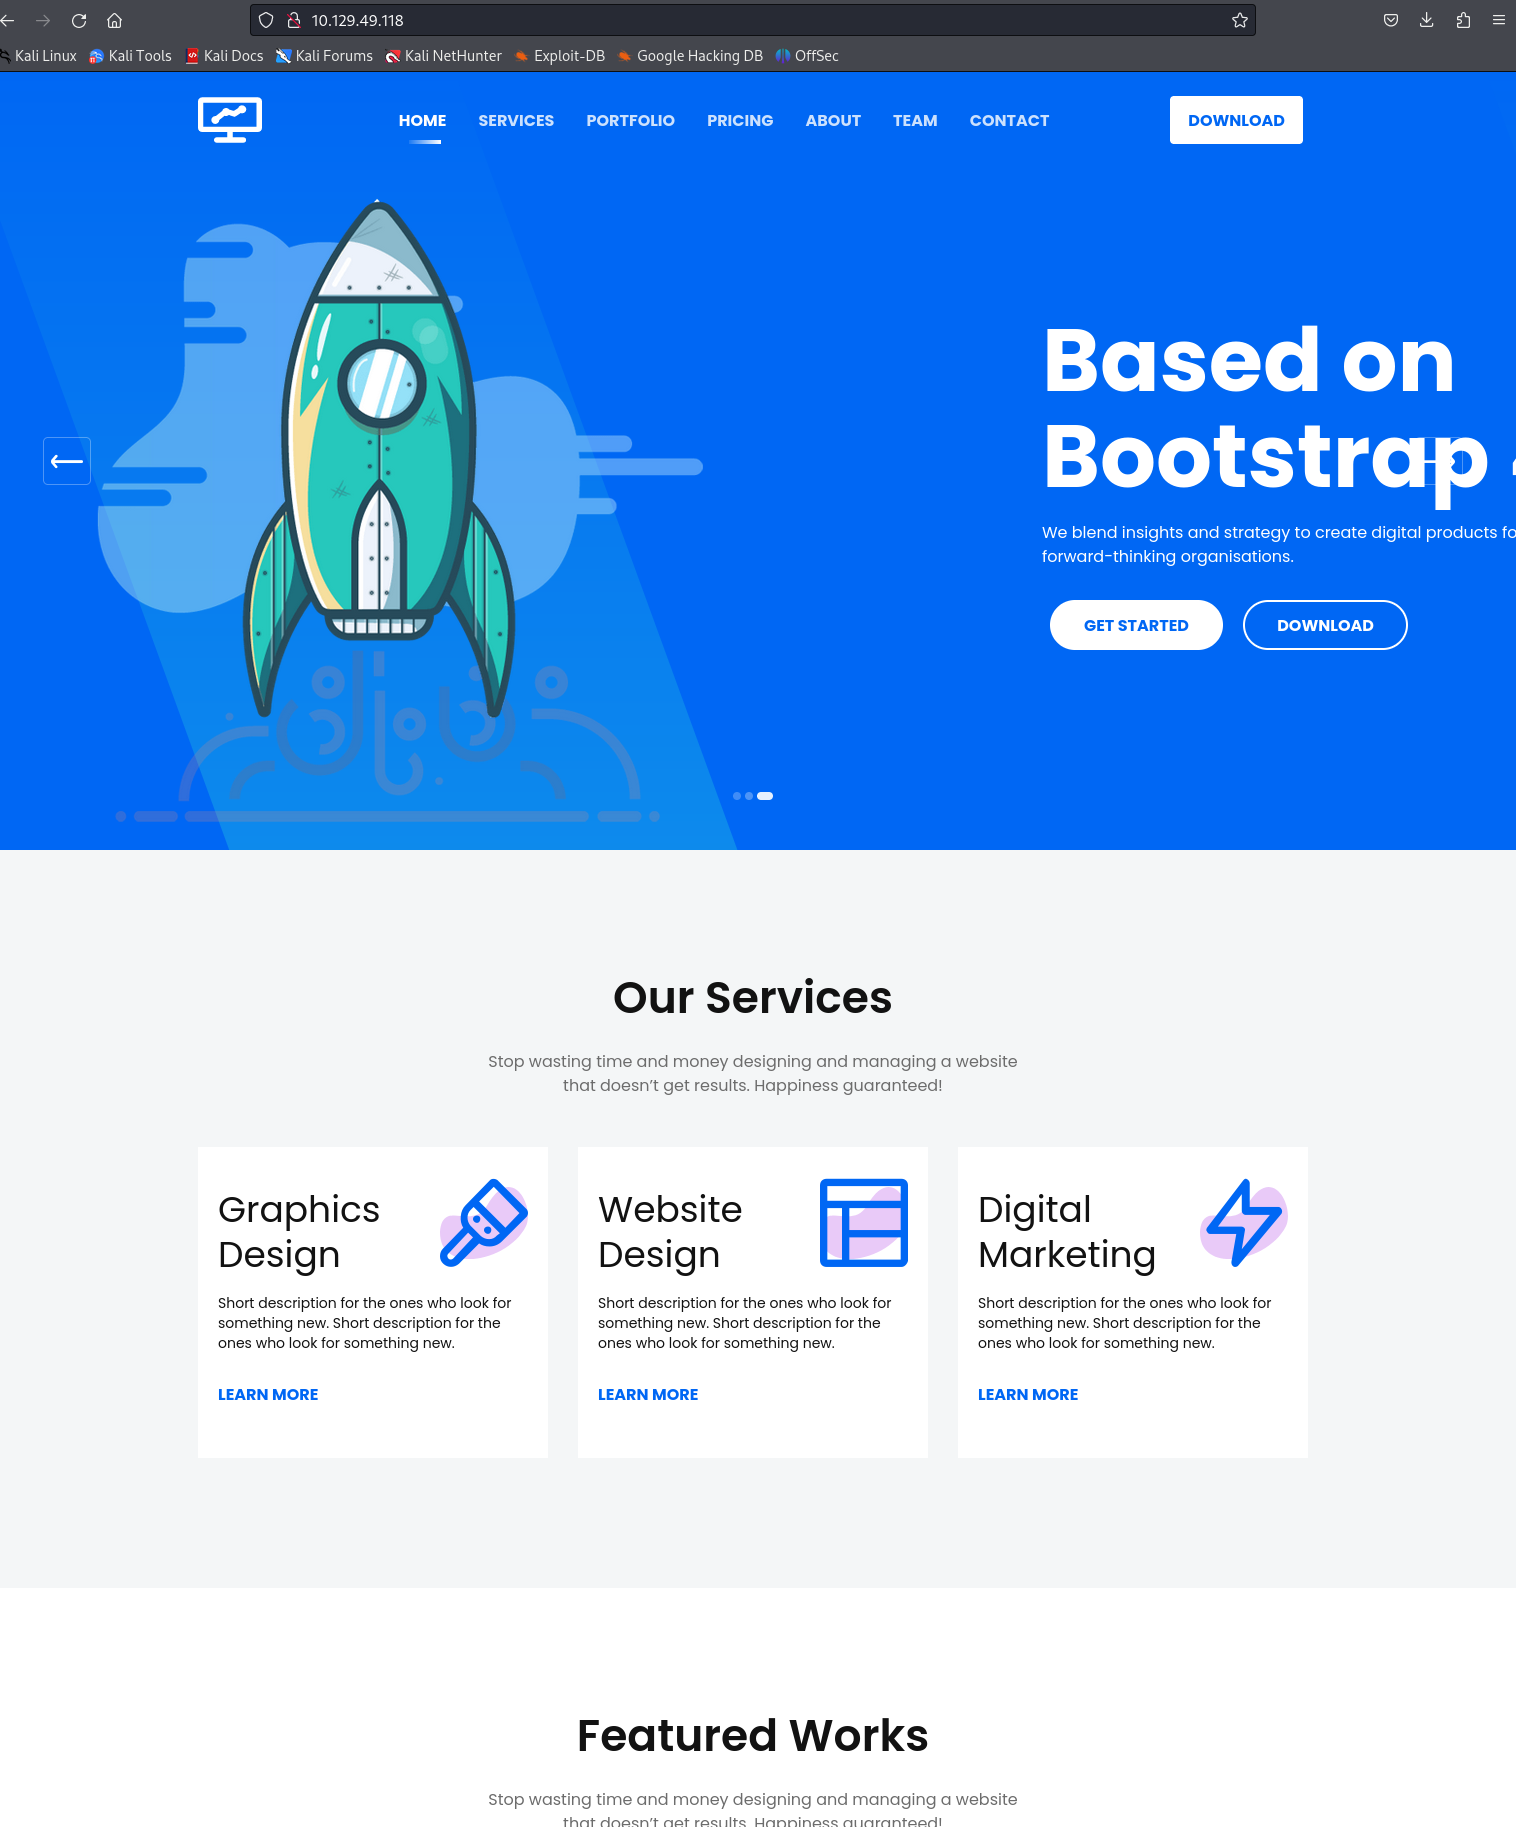 10.129.49.118
Kali Linux Kali Tools Kali Docs Kali Forums Kali NetHunter Exploit-DB Google Hacking DB OffSec
HOME SERVICES PORTFOLIO PRICING ABOUT TEAM CONTACT DOWNLOAD
Based on
Bootstrap
We blend insights and strategy to create digital products
forward-thinking organisations.
GET STARTED DOWNLOAD
Our Services
Stop wasting time and money designing and managing a website
that doesn’t get results. Happiness guaranteed!
Graphics
Design
Short description for the ones who look for
something new. Short description for the
ones who look for something new.
LEARN MORE
Website
Design
Short description for the ones who look for
something new. Short description for the
ones who look for something new.
LEARN MORE
Digital
Marketing
Short description for the ones who look for
something new. Short description for the
ones who look for something new.
LEARN MORE
Featured Works
Stop wasting time and money designing and managing a website
that doesn’t get results. Happiness guaranteed!